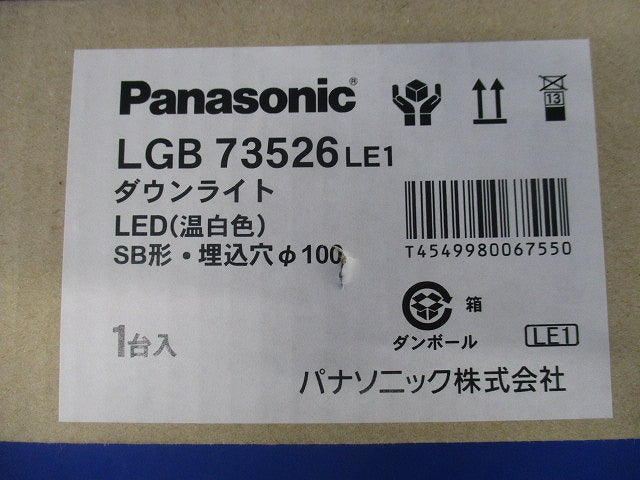 Panasonic®
LGB 73526 LE1
ダウンライト
LED(温白色)
SB形・埋込穴φ100
13
T4549980067550
箱
ダンボール
LE1
1台入
パナソニック株式会社